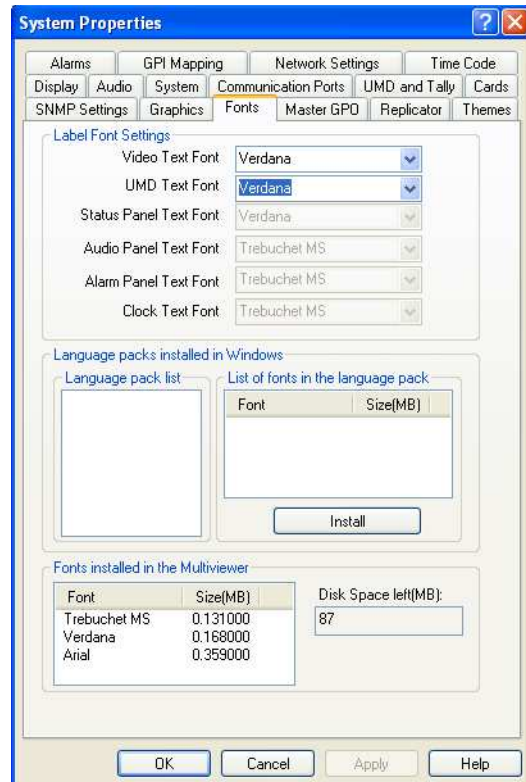 System Properties
Alarms GPI Mapping Network Settings Time Code
Display Audio System Communication Ports UMD and Tally Cards
SNMP Settings Graphics Fonts Master GPO Replicator Themes
Label Font Settings
Video Text Font Verdana
UMD Text Font Verdana
Status Panel Text Font Verdana
Audio Panel Text Font Trebuchet MS
Alarm Panel Text Font Trebuchet MS
Clock Text Font Trebuchet MS
Language packs installed in Windows
Language pack list
List of fonts in the language pack
Font Size(MB)
Install
Fonts installed in the Multiviewer
Font Size(MB)
Trebuchet MS 0.131000
Verdana 0.168000
Arial 0.359000
Disk Space left(MB):
87
OK Cancel Apply Help